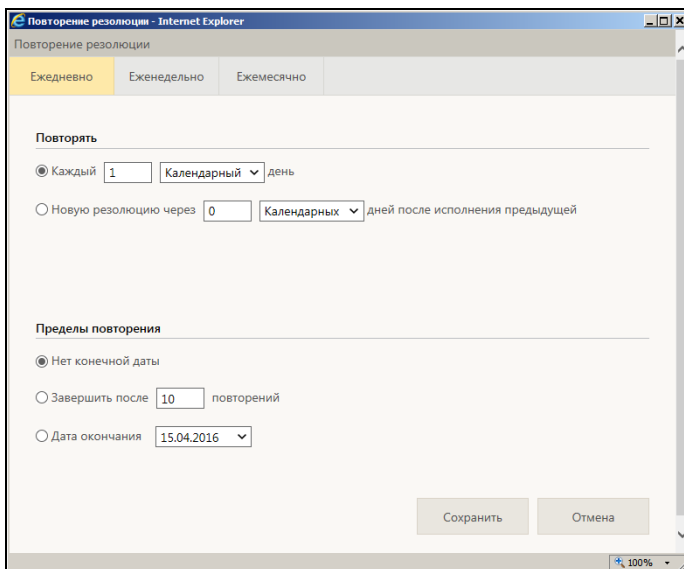 Повторение резолюции - Internet Explorer
Повторение резолюции
Ежедневно Еженедельно Ежемесячно
Повторять
Каждый 1 Календарный день
Новую резолюцию через 0 Календарных дней после исполнения предыдущей
Пределы повторения
Нет конечной даты
Завершить после 10 повторений
Дата окончания 15.04.2016
Сохранить Отмена
100%